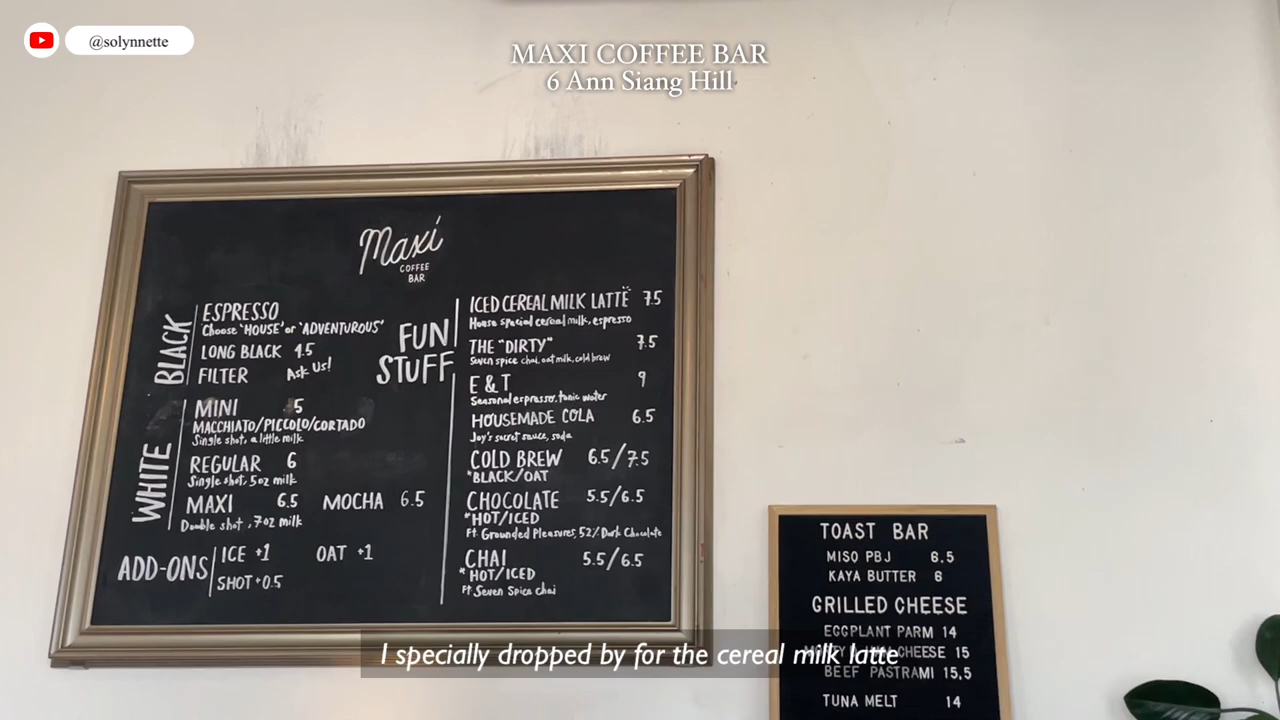 @solynnette
MAXI COFFEE BAR
6 Ann Siang Hill
Maxi
COFFEE
BAR
BLACK
ESPRESSO
Choose 'HOUSE' or 'ADVENTUROUS'
LONG BLACK 4.5
FILTER Ask Us!
WHITE
MINI 5
MACCHIATO/PICCOLO/CORTADO
Single shot, a little milk
REGULAR 6
Single shot, 5oz milk
MAXI 6.5 MOCHA 6.5
Double shot, 7oz milk
ADD-ONS
ICE +1 OAT +1
SHOT +0.5
FUN
STUFF
ICED CEREAL MILK LATTE 7.5
House special cereal milk, espresso
THE "DIRTY" 7.5
Seven spice chai, oat milk, cold brew
E & T 9
Seasonal espresso, tonic water
HOUSEMADE COLA 6.5
Joy's secret sauce, soda
COLD BREW 6.5/7.5
*BLACK/OAT
CHOCOLATE 5.5/6.5
*HOT/ICED
Ft. Grounded Pleasures, 52% Dark Chocolate
CHAI 5.5/6.5
* HOT/ICED
Ft Seven Spice chai
TOAST BAR
MISO PBJ 6.5
KAYA BUTTER 6
GRILLED CHEESE
EGGPLANT PARM 14
CHEESE 15
BEEF PASTRAMI 15.5
TUNA MELT 14
I specially dropped by for the cereal milk latte